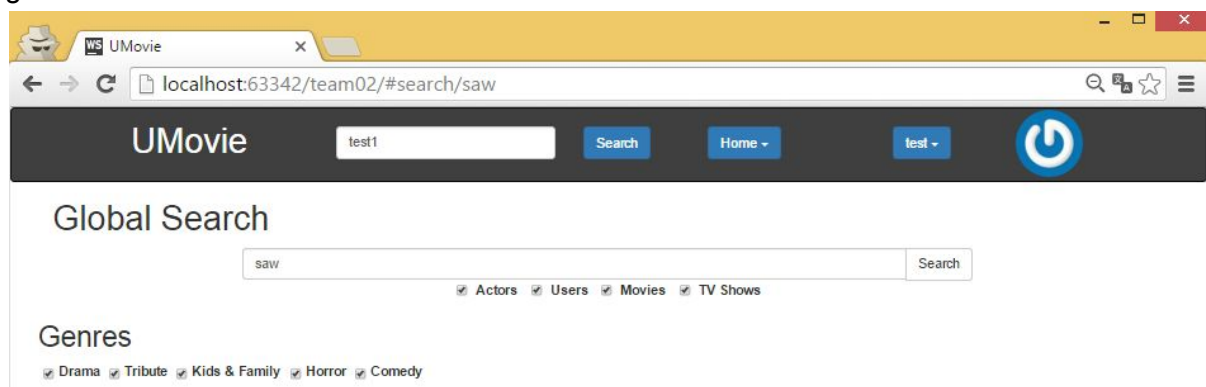 UMovie
localhost:63342/team02/#search/saw
UMovie test1 Search Home test
Global Search
saw Search
Actors Users Movies TV Shows
Genres
Drama Tribute Kids & Family Horror Comedy